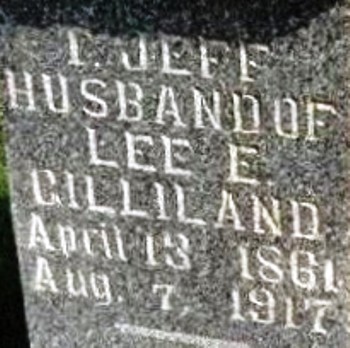 T. JEFF
HUSBAND OF
LEE E.
GILLILAND
April 13 1861.
Aug. 7, 1917.